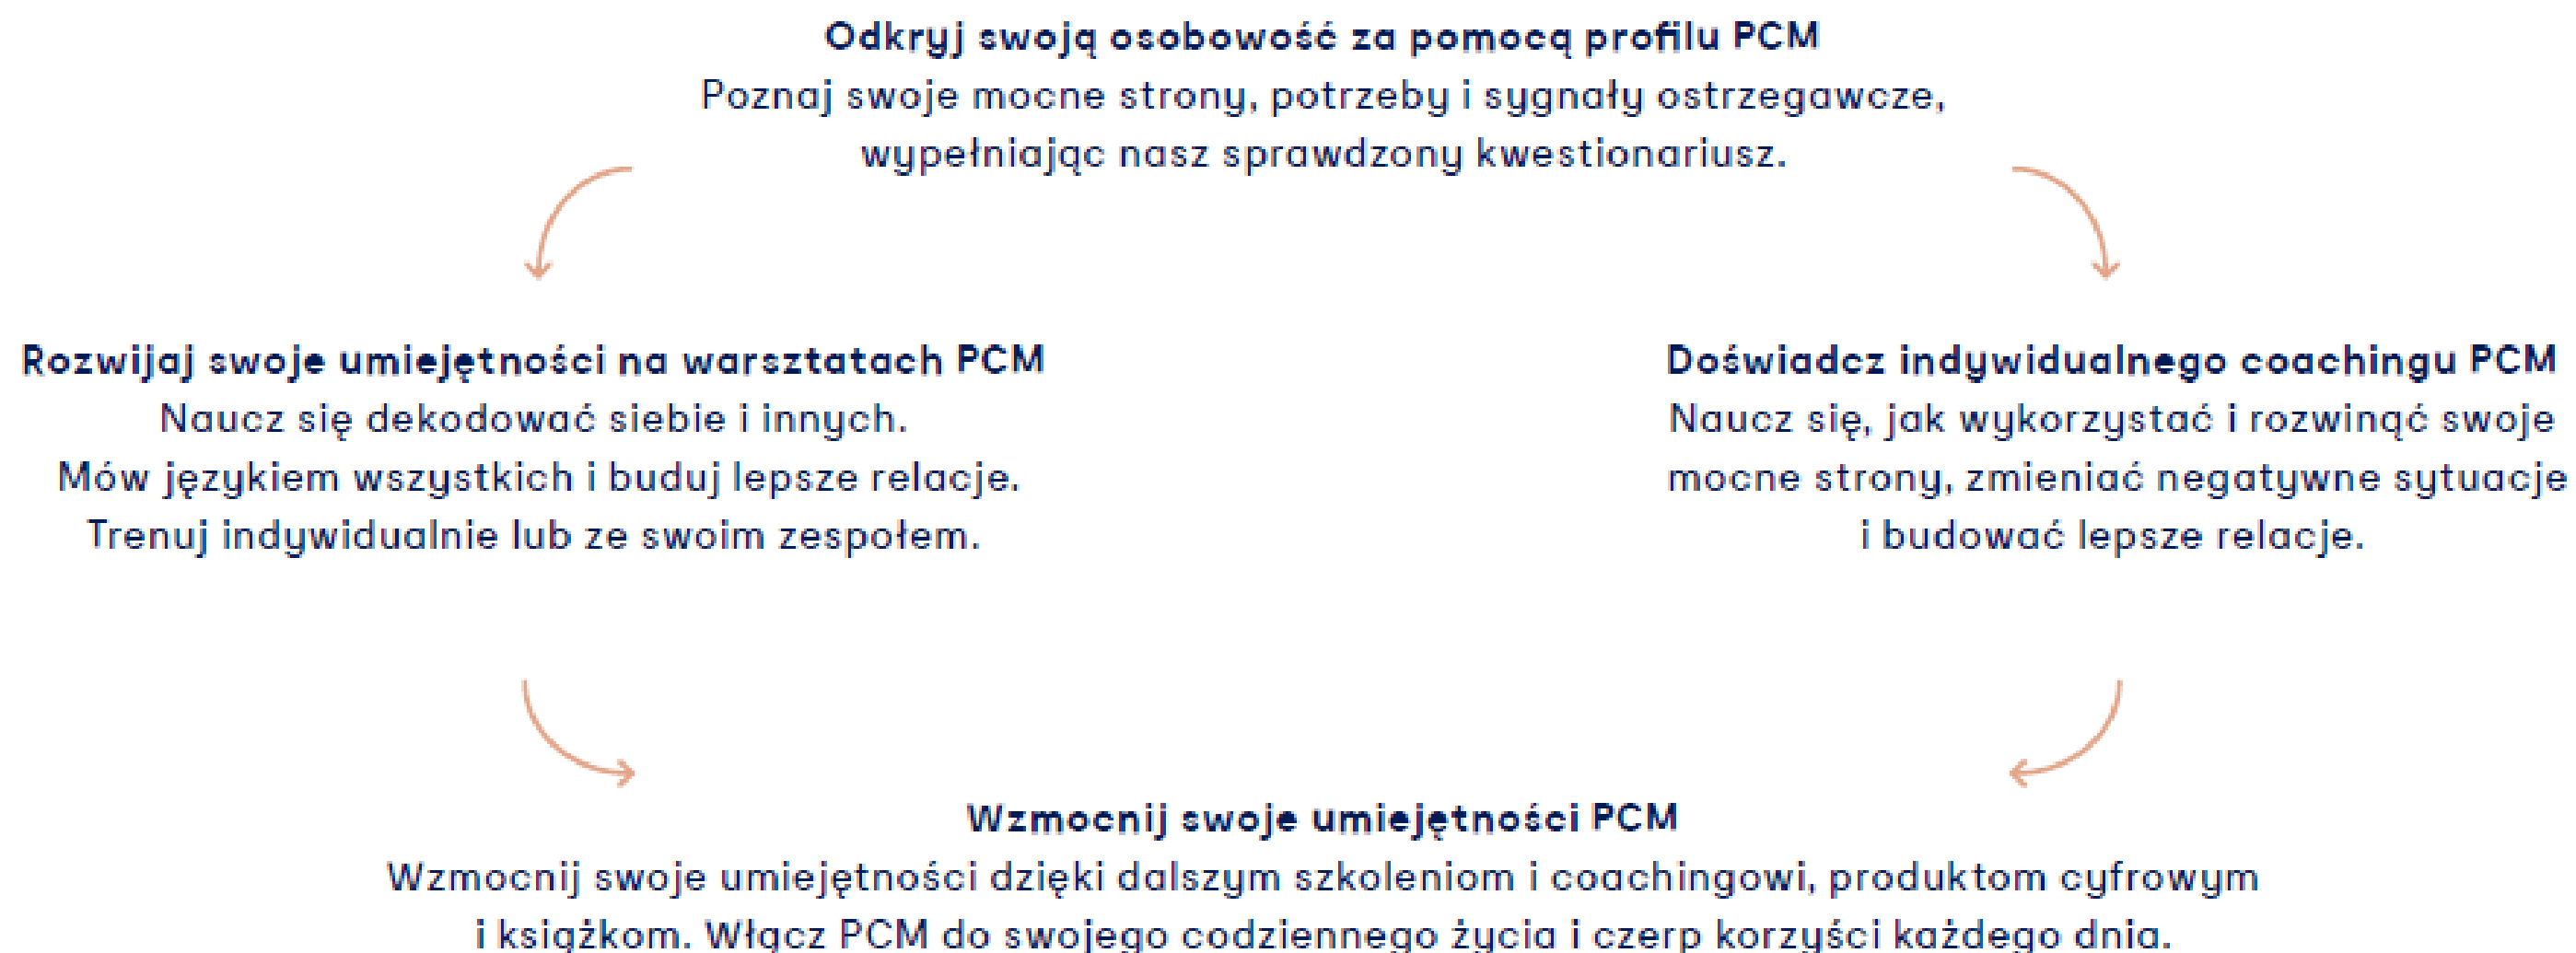 Odkryj swoją osobowość za pomocą profilu PCM
Poznaj swoje mocne strony, potrzeby i sygnały ostrzegawcze,
wypełniając nasz sprawdzony kwestionariusz.
Rozwijaj swoje umiejętności na warsztatach PCM
Naucz się dekodować siebie i innych.
Mów językiem wszystkich i buduj lepsze relacje.
Trenuj indywidualnie lub ze swoim zespołem.
Doświadcz indywidualnego coachingu PCM
Naucz się, jak wykorzystać i rozwinąć swoje
mocne strony, zmieniać negatywne sytuacje
i budować lepsze relacje.
Wzmocnij swoje umiejętności PCM
Wzmocnij swoje umiejętności dzięki dalszym szkoleniom i coachingowi, produktom cyfrowym
i książkom. Włącz PCM do swojego codziennego życia i czerp korzyści każdego dnia.